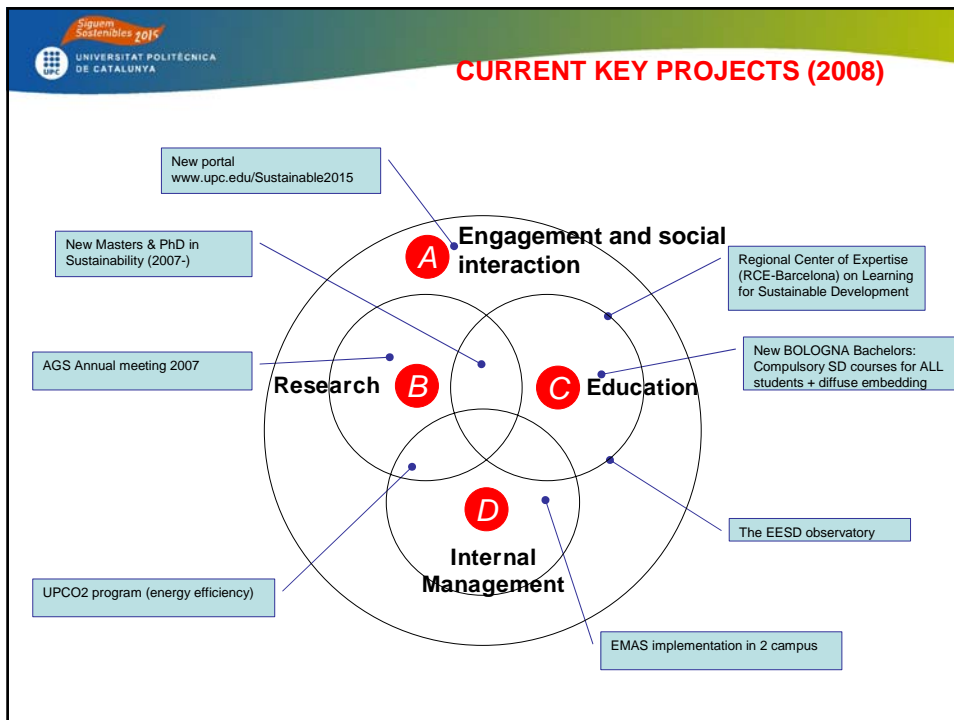 Siguem
Sostenibles 2015
UPC
UNIVERSITAT POLITÈCNICA
DE CATALUNYA
CURRENT KEY PROJECTS (2008)
New portal
www.upc.edu/Sustainable2015
New Masters & PhD in
Sustainability (2007-)
A
Engagement and social
interaction
Regional Center of Expertise
(RCE-Barcelona) on Learning
for Sustainable Development
AGS Annual meeting 2007
Research
B
C
Education
New BOLOGNA Bachelors:
Compulsory SD courses for ALL
students + diffuse embedding
D
Internal
Management
The EESD observatory
UPCO2 program (energy efficiency)
EMAS implementation in 2 campus